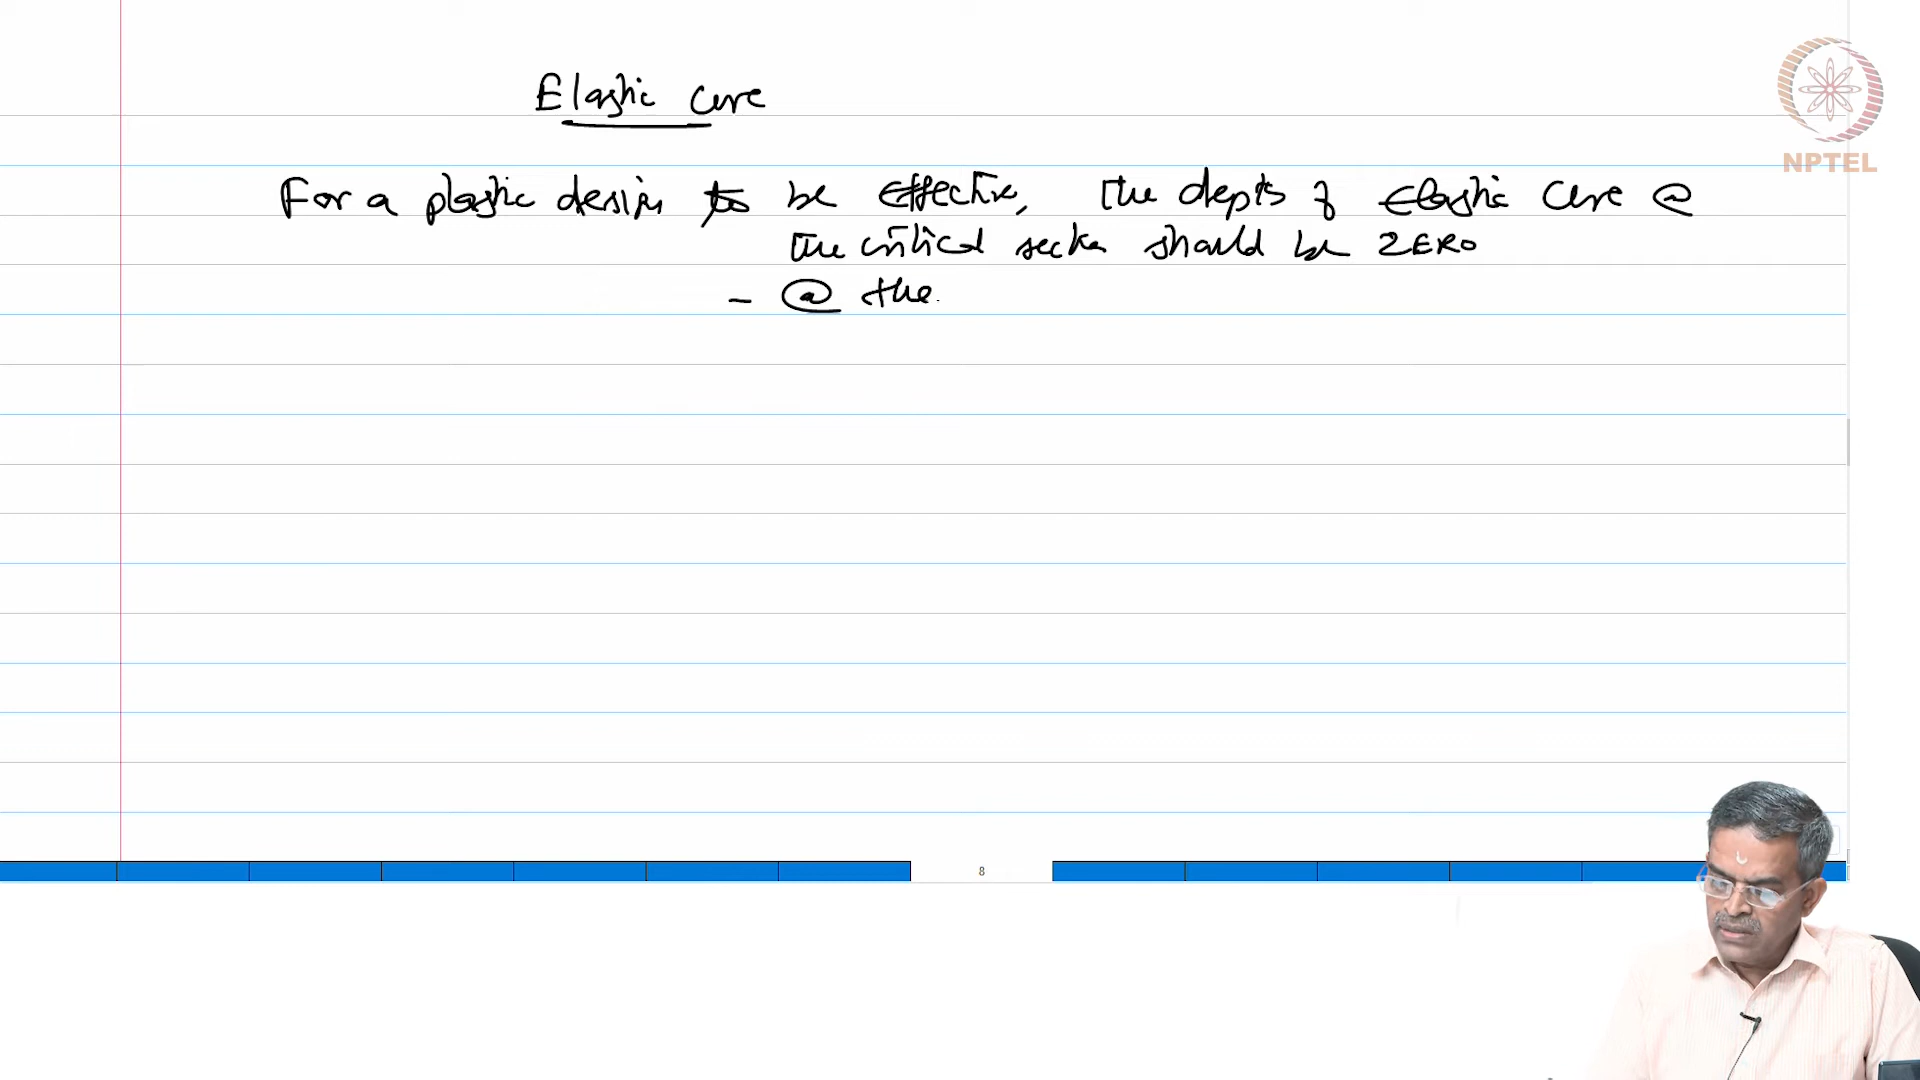 Elastic Core
NPTEL
For a plastic design to be effective, the depth of Elastic Core @
the critical section should be ZERO
- @ the
8